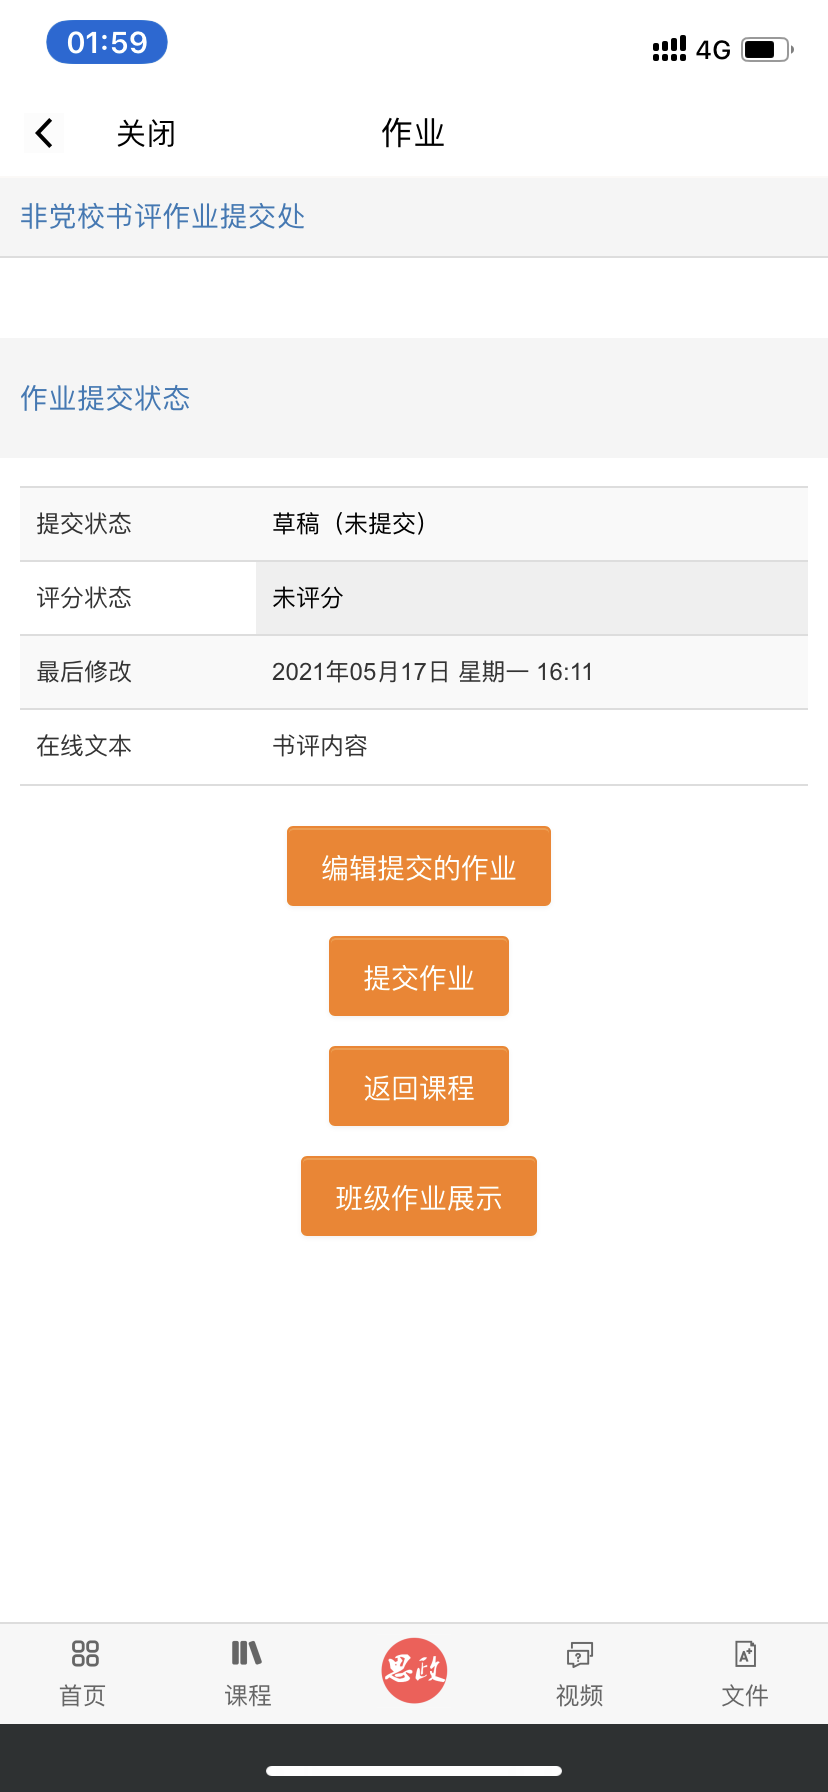 01:59
4G
关闭
作业
非党校书评作业提交处
作业提交状态
提交状态 草稿（未提交）
评分状态 未评分
最后修改 2021年05月17日 星期一 16:11
在线文本 书评内容
编辑提交的作业
提交作业
返回课程
班级作业展示
首页 课程 思政 视频 文件